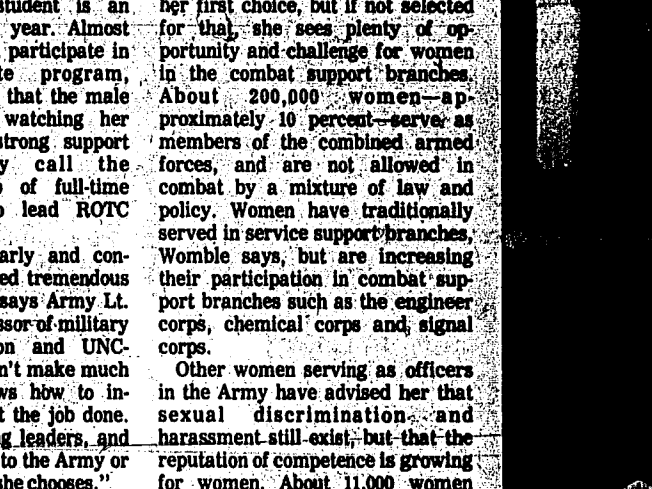 student is an
year. Almost
participate in
te program,
that the male
watching her
strong support
y call the
of full-time
lead ROTC
arly and con-
ed tremendous
says Army Lt.
ssor of military
on and UNC-
n't make much
ws how to in-
t the job done.
g leaders, and
to the Army or
she chooses."
her first choice, but if not selected
for that, she sees plenty of op-
portunity and challenge for women
in the combat support branches.
About 200,000 women—ap-
proximately 10 percent—serve as
members of the combined armed
forces, and are not allowed in
combat by a mixture of law and
policy. Women have traditionally
served in service support branches,
Womble says, but are increasing
their participation in combat sup-
port branches such as the engineer
corps, chemical corps and signal
corps.
Other women serving as officers
in the Army have advised her that
sexual discrimination and
harassment still exist, but that the
reputation of competence is growing
for women. About 11,000 women